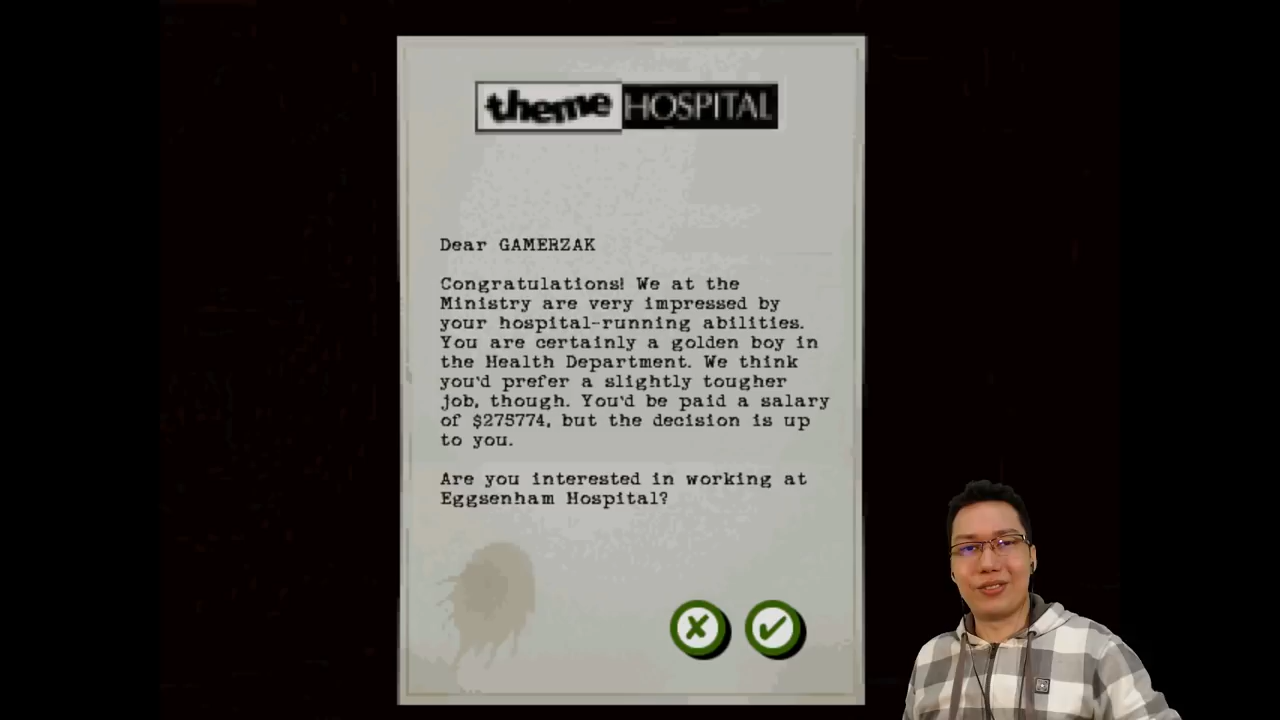 theme HOSPITAL
Dear GAMERZAK
Congratulations! We at the
Ministry are very impressed by
your hospital-running abilities.
You are certainly a golden boy in
the Health Department. We think
you'd prefer a slightly tougher
job, though. You'd be paid a salary
of $275774, but the decision is up
to you.
Are you interested in working at
Eggsenham Hospital?